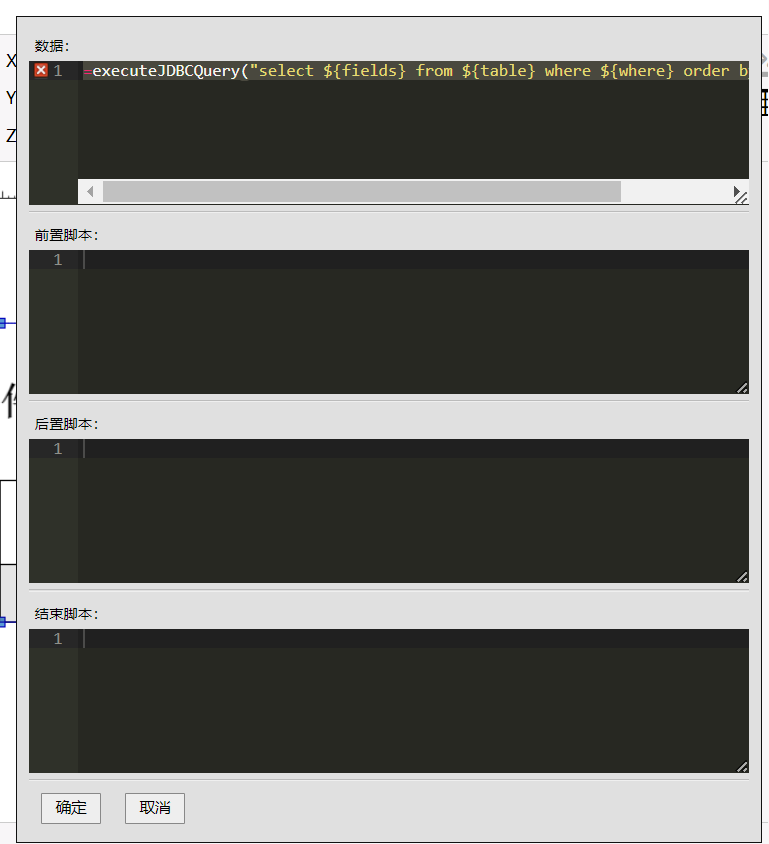 数据:
X
1 =executeJDBCQuery("select ${fields} from ${table} where ${where} order b
Y
Z
前置脚本:
1
后置脚本:
1
结束脚本:
1
确定 取消